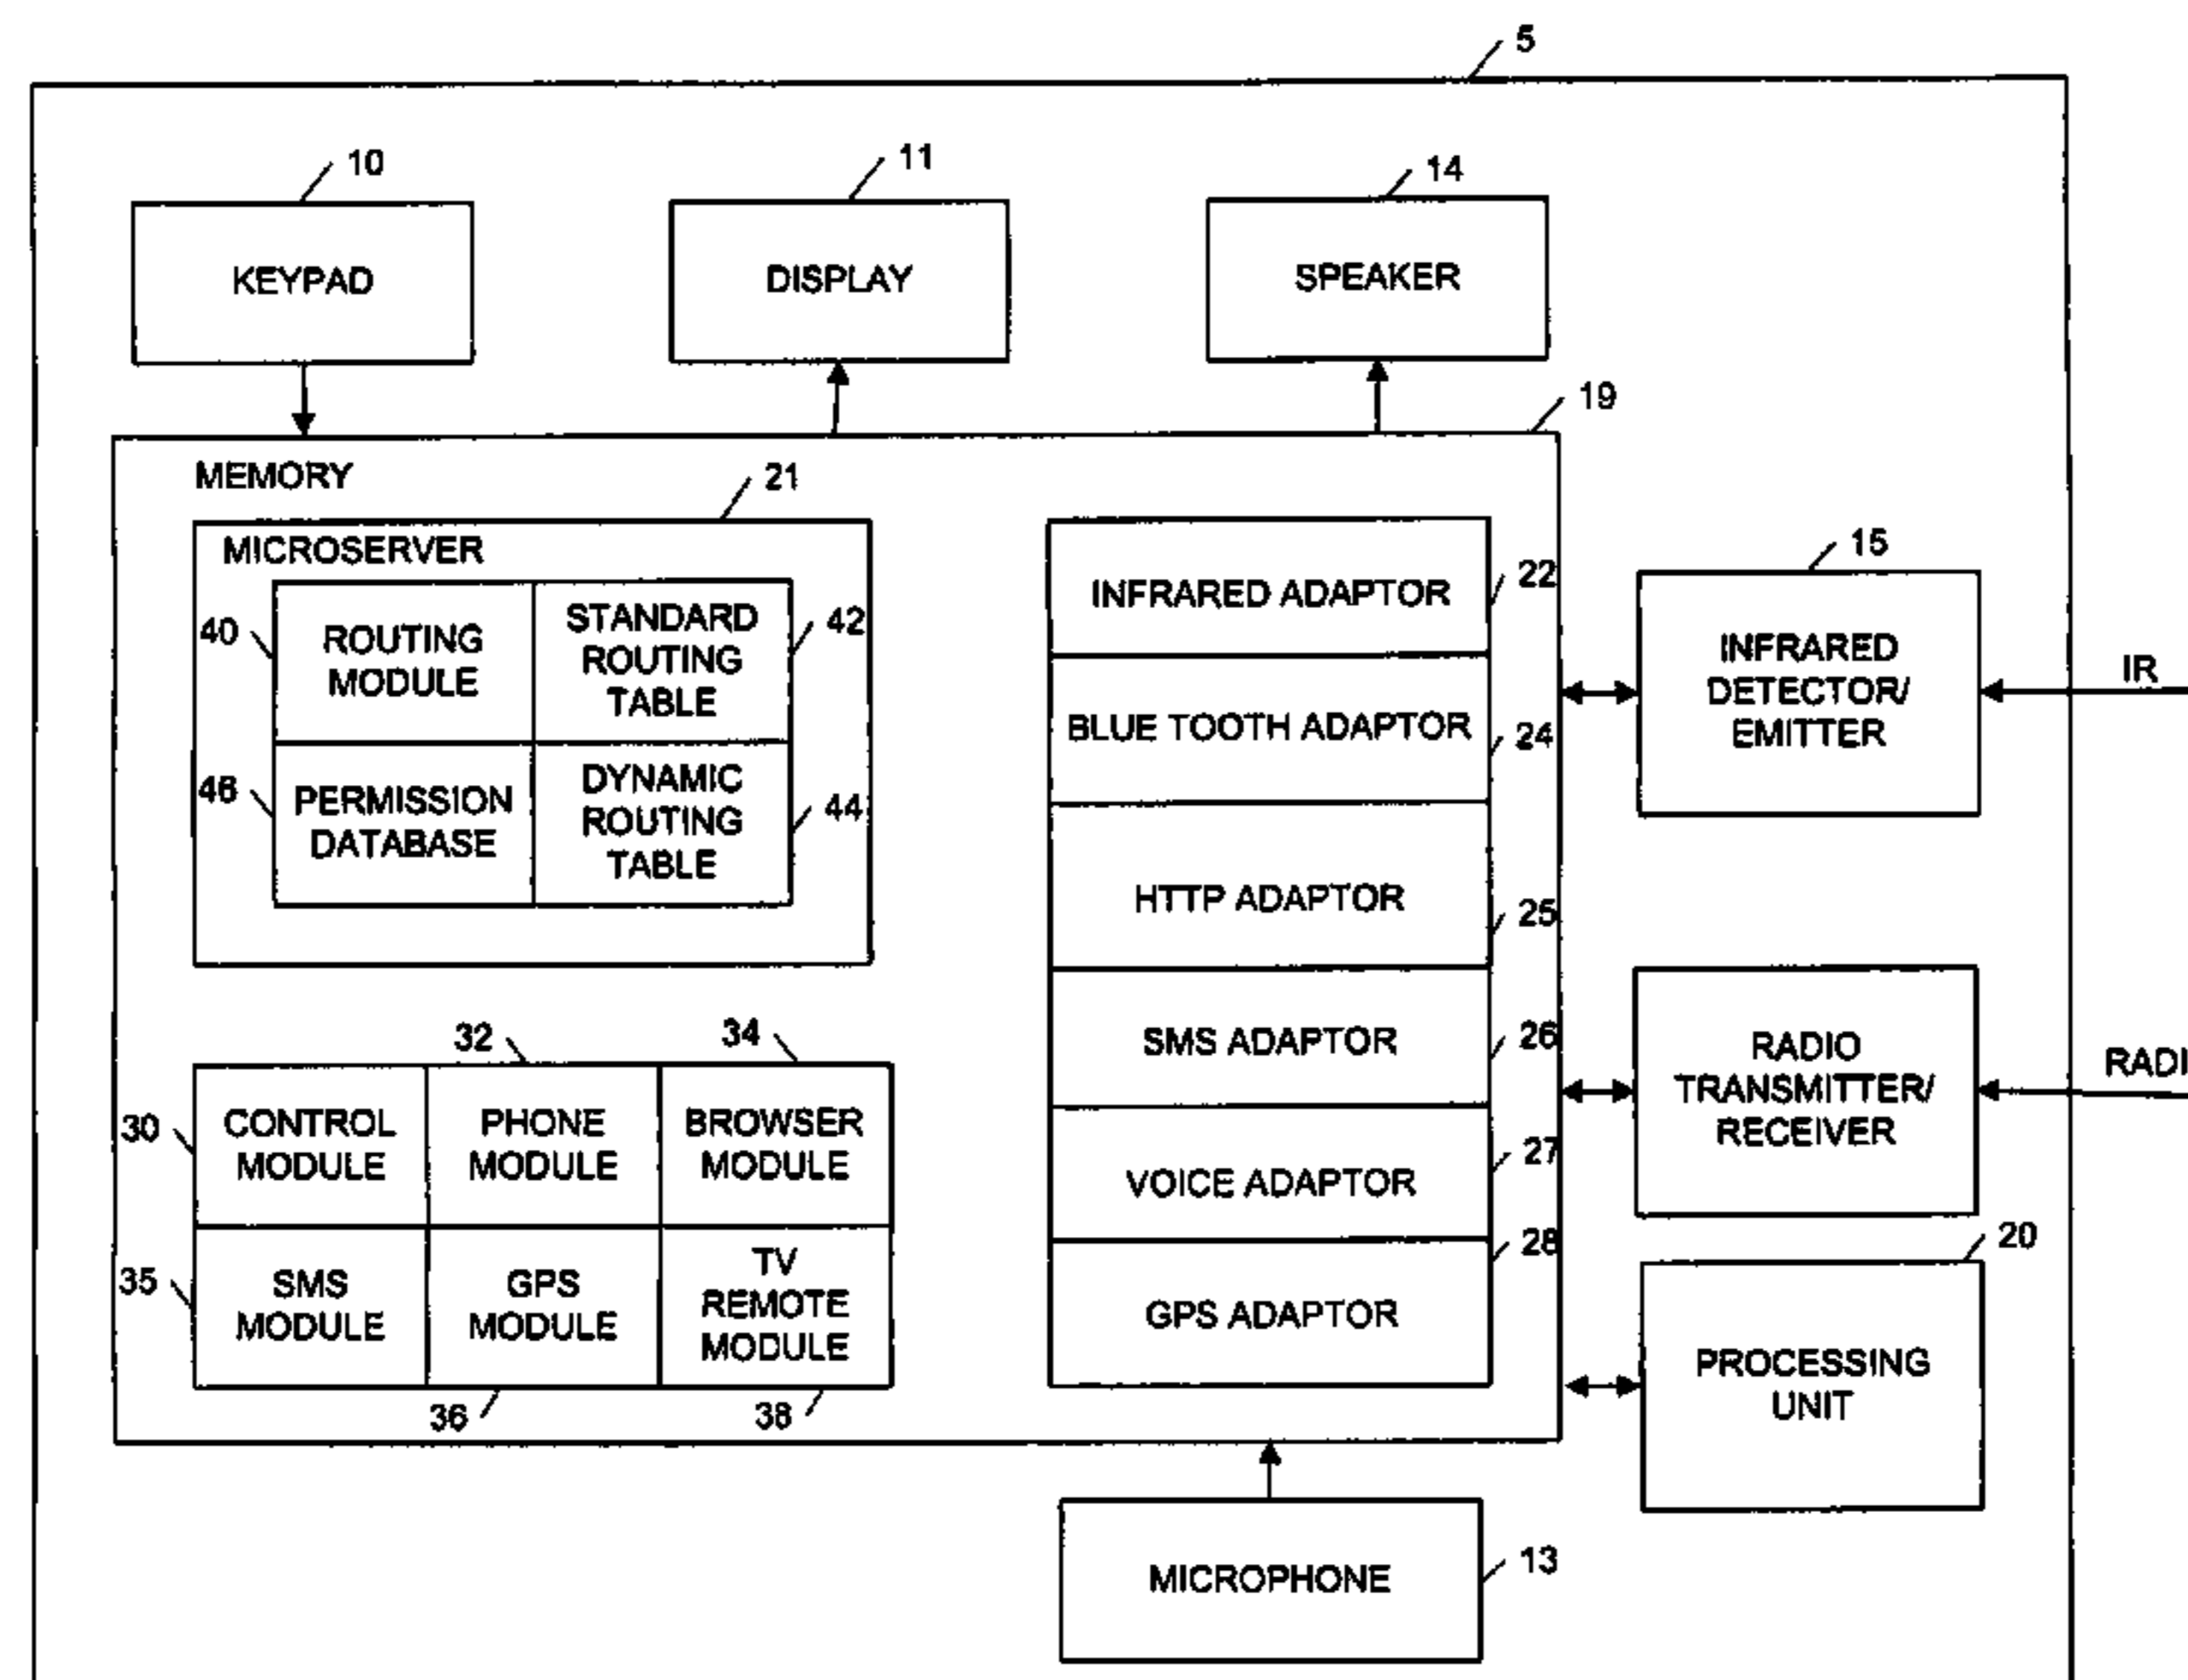 5
10
11
14
KEYPAD
DISPLAY
SPEAKER
19
MEMORY
21
MICROSERVER
15
40
ROUTING
MODULE
STANDARD
ROUTING
TABLE
42
46
PERMISSION
DATABASE
DYNAMIC
ROUTING
TABLE
44
INFRARED ADAPTOR
22
BLUE TOOTH ADAPTOR
24
HTTP ADAPTOR
25
SMS ADAPTOR
26
VOICE ADAPTOR
27
GPS ADAPTOR
28
INFRARED
DETECTOR/
EMITTER
IR
RADIO
TRANSMITTER/
RECEIVER
RADI
20
PROCESSING
UNIT
32
34
30
CONTROL
MODULE
PHONE
MODULE
BROWSER
MODULE
35
SMS
MODULE
GPS
MODULE
TV
REMOTE
MODULE
36
38
MICROPHONE
13